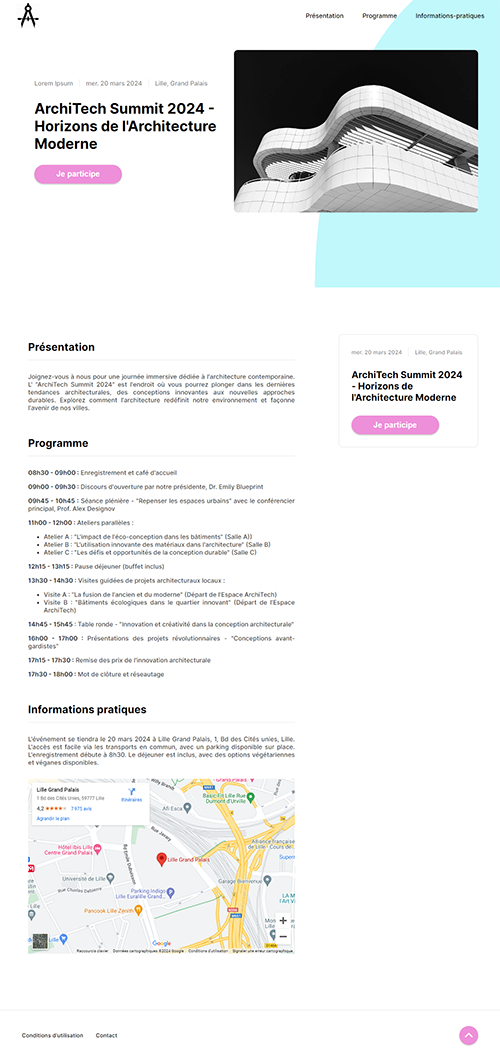 Présentation Programme Informations-pratiques
Lorem Ipsum mer. 20 mars 2024 Lille, Grand Palais
ArchiTech Summit 2024 -
Horizons de l'Architecture
Moderne
Je participe
Présentation
Joignez-vous à nous pour une journée immersive dédiée à l'architecture contemporaine.
L' "ArchiTech Summit 2024" est l'endroit où vous pourrez plonger dans les dernières
tendances architecturales, des conceptions innovantes aux nouvelles approches
durables. Explorez comment l'architecture redéfinit notre environnement et façonne
l'avenir de nos villes.
mer. 20 mars 2024 Lille, Grand Palais
ArchiTech Summit 2024
- Horizons de
l'Architecture Moderne
Je participe
Programme
08h30 - 09h00 : Enregistrement et café d'accueil
09h00 - 09h30 : Discours d'ouverture par notre présidente, Dr. Emily Blueprint
09h45 - 10h45 : Séance plénière - "Repenser les espaces urbains" avec le conférencier
principal, Prof. Alex Designov
11h00 - 12h00 : Ateliers parallèles :
• Atelier A : "L'impact de l'éco-conception dans les bâtiments" (Salle A))
• Atelier B : "L'utilisation innovante des matériaux dans l'architecture" (Salle B)
• Atelier C : "Les défis et opportunités de la conception durable" (Salle C)
12h15 - 13h15 : Pause déjeuner (buffet inclus)
13h30 - 14h30 : Visites guidées de projets architecturaux locaux :
• Visite A : "La fusion de l'ancien et du moderne" (Départ de l'Espace ArchiTech)
• Visite B : "Bâtiments écologiques dans le quartier innovant" (Départ de l'Espace
ArchiTech)
14h45 - 15h45 : Table ronde - "Innovation et créativité dans la conception architecturale"
16h00 - 17h00 : Présentations des projets révolutionnaires - "Conceptions avant-
gardistes"
17h15 - 17h30 : Remise des prix de l'innovation architecturale
17h30 - 18h00 : Mot de clôture et réseautage
Informations pratiques
L'événement se tiendra le 20 mars 2024 à Lille Grand Palais, 1, Bd des Cités unies, Lille.
L'accès est facile via les transports en commun, avec un parking disponible sur place.
L'enregistrement débute à 8h30. Le déjeuner est inclus, avec des options végétariennes
et véganes disponibles.
Lille Grand Palais
1 Bd des Cités Unies, 59777 Lille
Itinéraires
4,2 7 971 avis
Agrandir le plan
Basic-Fit Lille Rue
Dumont d'Urville
Afi Esca
Rue Javary
Hôtel ibis Lille
Centre Grand Palais
Lille Grand Palais
Alliance française
de Lille - Cours de
Super
Université de Lille
Garage Bienvenue
Rue Charles Debierre
Parking Indigo
Lille Euralille Grand...
Pancook Lille Zénith
Google
Raccourcis clavier Données cartographiques ©2024 Google Conditions d'utilisation Signaler une erreur cartographique
Conditions d'utilisation Contact